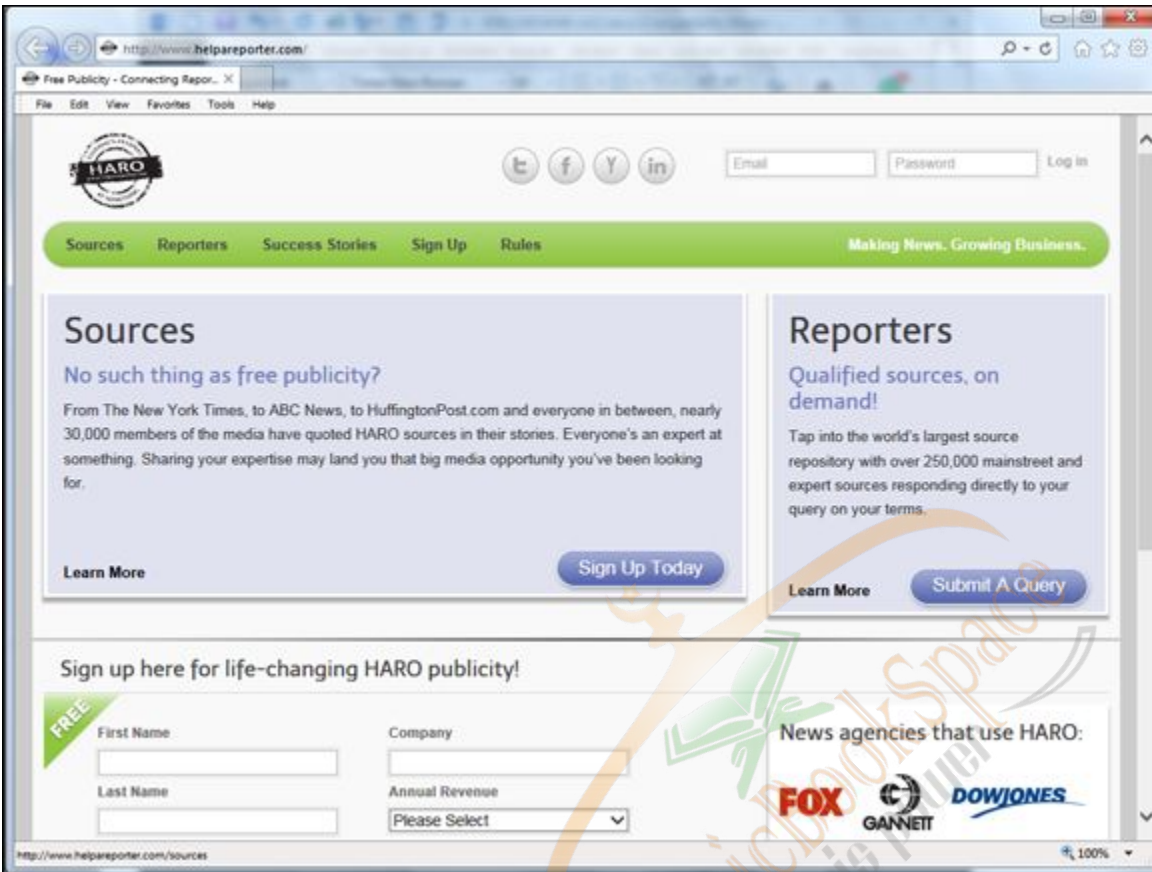 http://www.helpareporter.com/
Free Publicity - Connecting Repor...
File Edit View Favorites Tools Help
HARO
Email Password Log in
Sources Reporters Success Stories Sign Up Rules Making News. Growing Business.
Sources
No such thing as free publicity?
From The New York Times, to ABC News, to HuffingtonPost.com and everyone in between, nearly
30,000 members of the media have quoted HARO sources in their stories. Everyone's an expert at
something. Sharing your expertise may land you that big media opportunity you've been looking
for.
Learn More Sign Up Today
Reporters
Qualified sources, on
demand!
Tap into the world's largest source
repository with over 250,000 mainstreet and
expert sources responding directly to your
query on your terms.
Learn More Submit A Query
Sign up here for life-changing HARO publicity!
FREE
First Name Company
Last Name Annual Revenue
Please Select
News agencies that use HARO:
FOX GANNETT DOWJONES
http://www.helpareporter.com/sources 100%